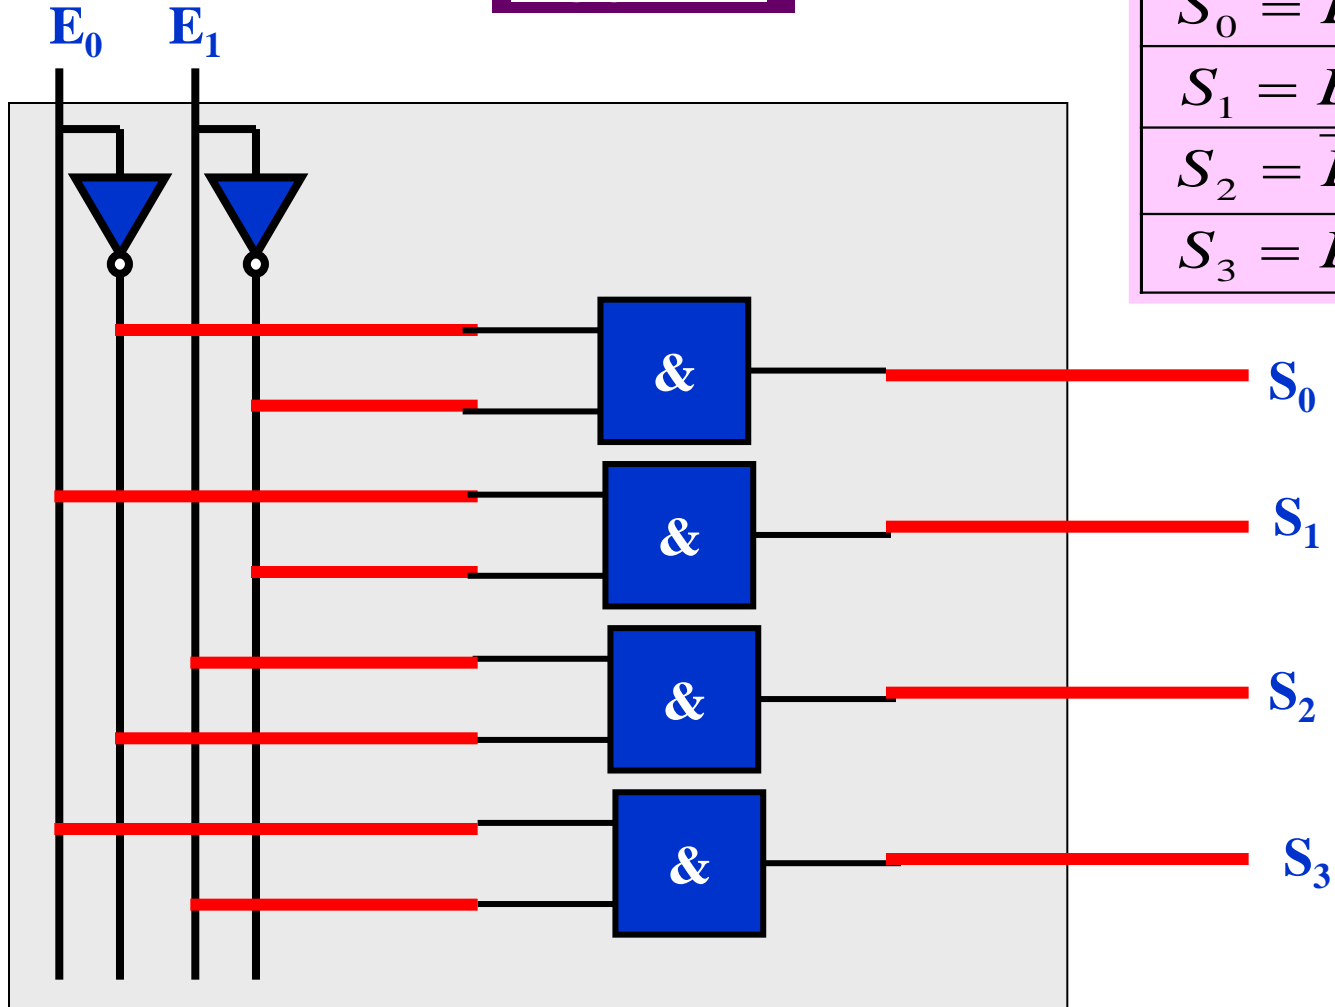 E₀ E₁
S₀ =
S₁ =
S₂ =
S₃ =
&
S₀
&
S₁
&
S₂
&
S₃